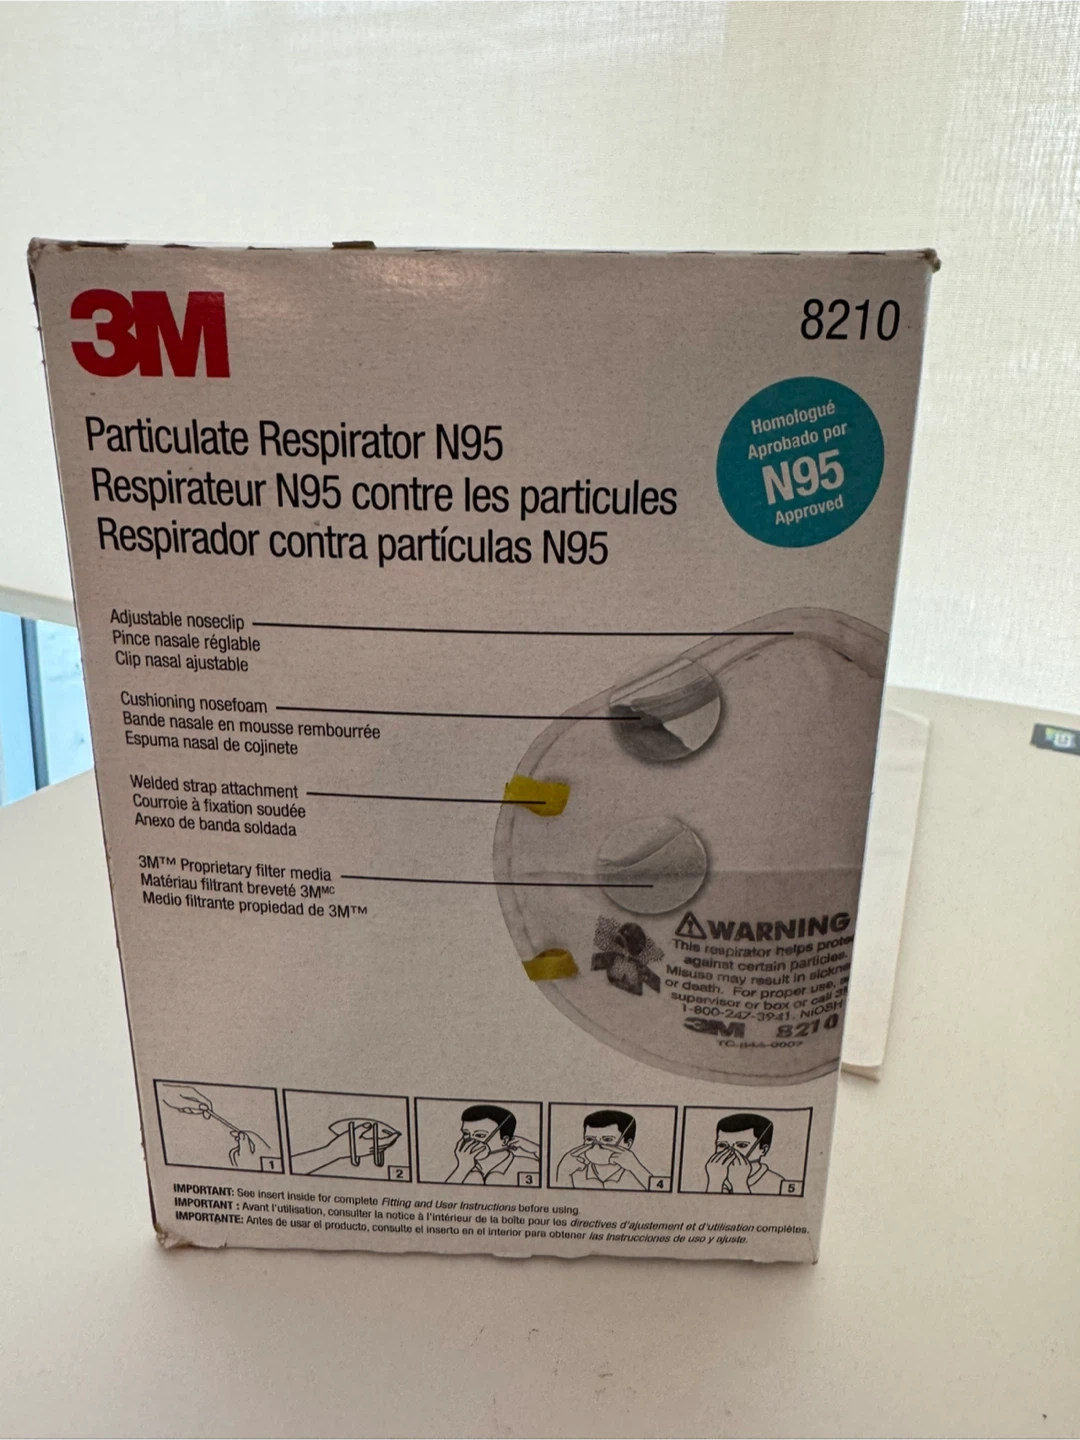 3M
8210
Particulate Respirator N95
Respirateur N95 contre les particules
Respirador contra partículas N95
Homologué
Aprobado por
N95
Approved
Adjustable noseclip
Pince nasale réglable
Clip nasal ajustable
Cushioning nosefoam
Bande nasale en mousse rembourrée
Espuma nasal de cojinete
Welded strap attachment
Courroie à fixation soudée
Anexo de banda soldada
3M™ Proprietary filter media
Matériau filtrant breveté 3Mᴹᶜ
Medio filtrante propiedad de 3M™
WARNING
This respirator helps
against certain particles.
Misuse may result in
or death. For proper use,
supervisor or box or call
1-800-247-3941. NIOSH
3M 8210
1
2
3
4
5
IMPORTANT: See insert inside for complete Fitting and User Instructions before using.
IMPORTANT : Avant l'utilisation, consulter la notice à l'intérieur de la boîte pour les directives d'ajustement et d'utilisation complètes.
IMPORTANTE: Antes de usar el producto, consulte el inserto en el interior para obtener las instrucciones de uso y ajuste.